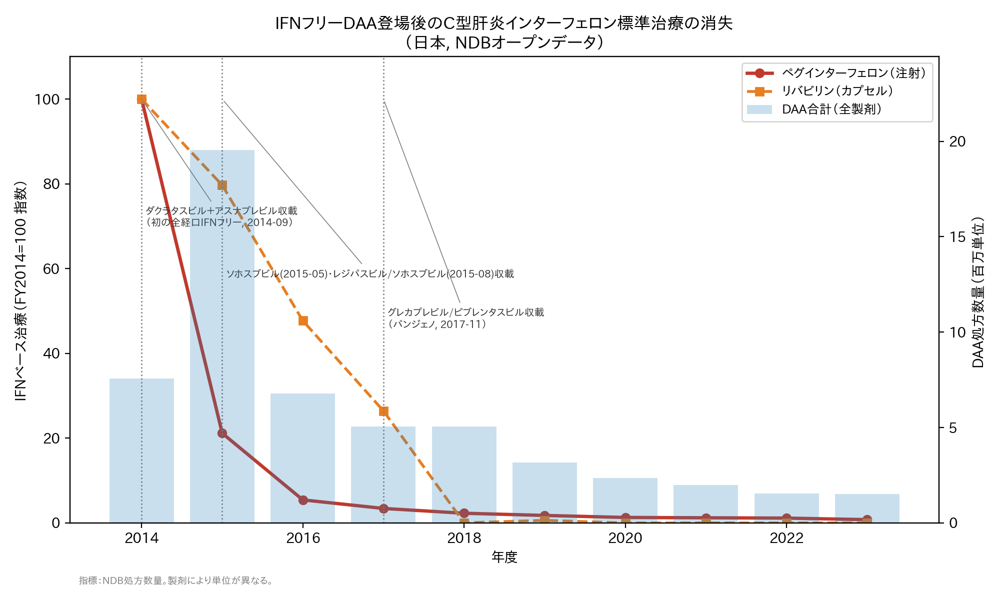 IFNフリーDAA登場後のC型肝炎インターフェロン標準治療の消失
（日本, NDBオープンデータ）
ペグインターフェロン（注射）
リバビリン（カプセル）
DAA合計（全製剤）
IFNベース治療（FY2014=100 指数）
100
80
60
40
20
0
ダクラタスビル＋アスナプレビル収載
（初の全経口IFNフリー, 2014-09）
ソホスブビル(2015-05)・レジパスビル/ソホスブビル(2015-08)収載
グレカプレビル/ピブレンタスビル収載
（パンジェノ, 2017-11）
20
15
10
5
0
DAA処方数量（百万単位）
2014
2016
2018
2020
2022
年度
指標：NDB処方数量。製剤により単位が異なる。